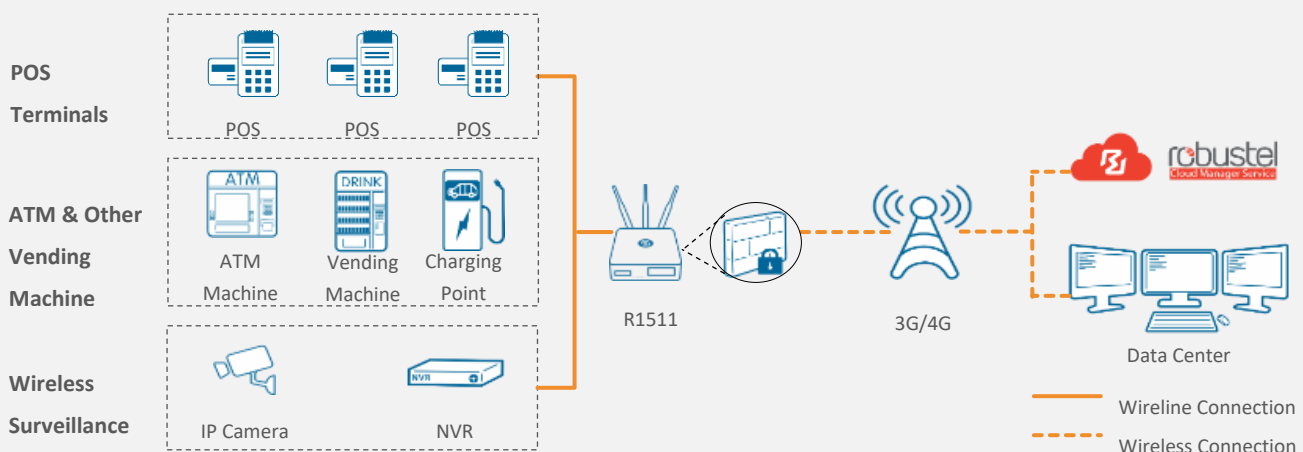 POS
Terminals
POS
POS
POS
ATM & Other
Vending
Machine
ATM
ATM
Machine
DRINK
Vending
Machine
Charging
Point
Wireless
Surveillance
IP Camera
NVR
NVR
R1511
3G/4G
robustel
Cloud Manager Service
Data Center
Wireline Connection
Wireless Connection